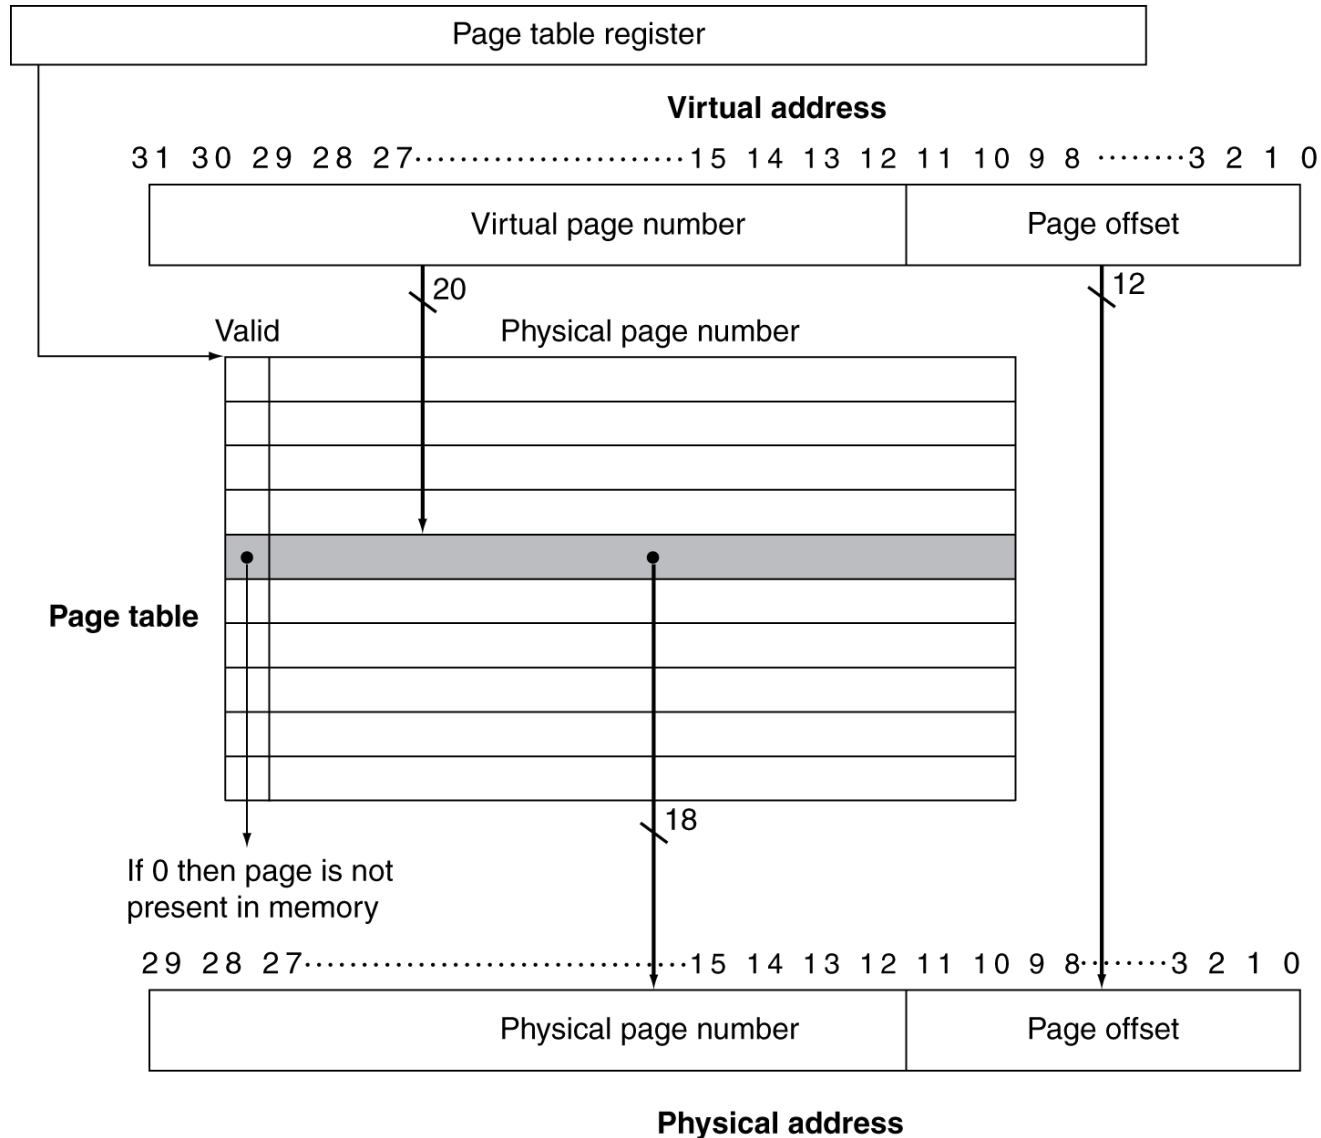 Page table register
Virtual address
31 30 29 28 27························15 14 13 12 11 10 9 8 ········3 2 1 0
Virtual page number Page offset
20 12
Valid Physical page number
Page table
18
If 0 then page is not
present in memory
29 28 27··································15 14 13 12 11 10 9 8········3 2 1 0
Physical page number Page offset
Physical address